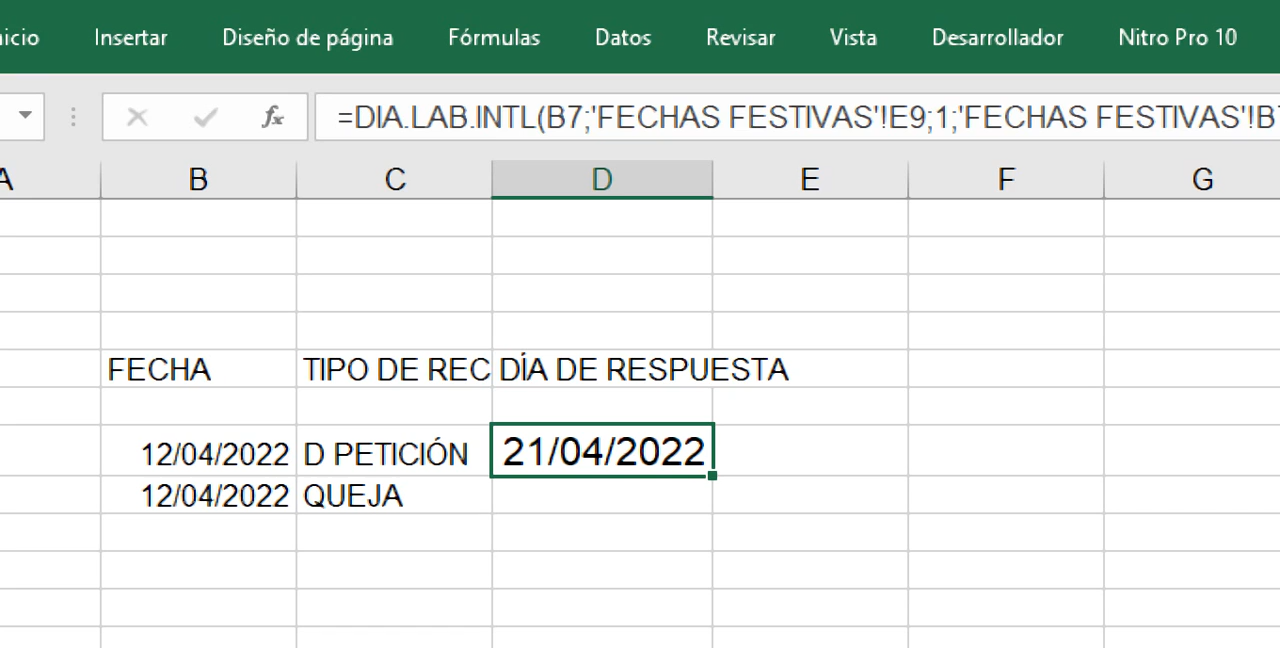 Insertar Diseño de página Fórmulas Datos Revisar Vista Desarrollador Nitro Pro 10
fx =DIA.LAB.INTL(B7;'FECHAS FESTIVAS'!E9;1;'FECHAS FESTIVAS'!B
A B C D E F G
FECHA TIPO DE REC DÍA DE RESPUESTA
12/04/2022 D PETICIÓN 21/04/2022
12/04/2022 QUEJA